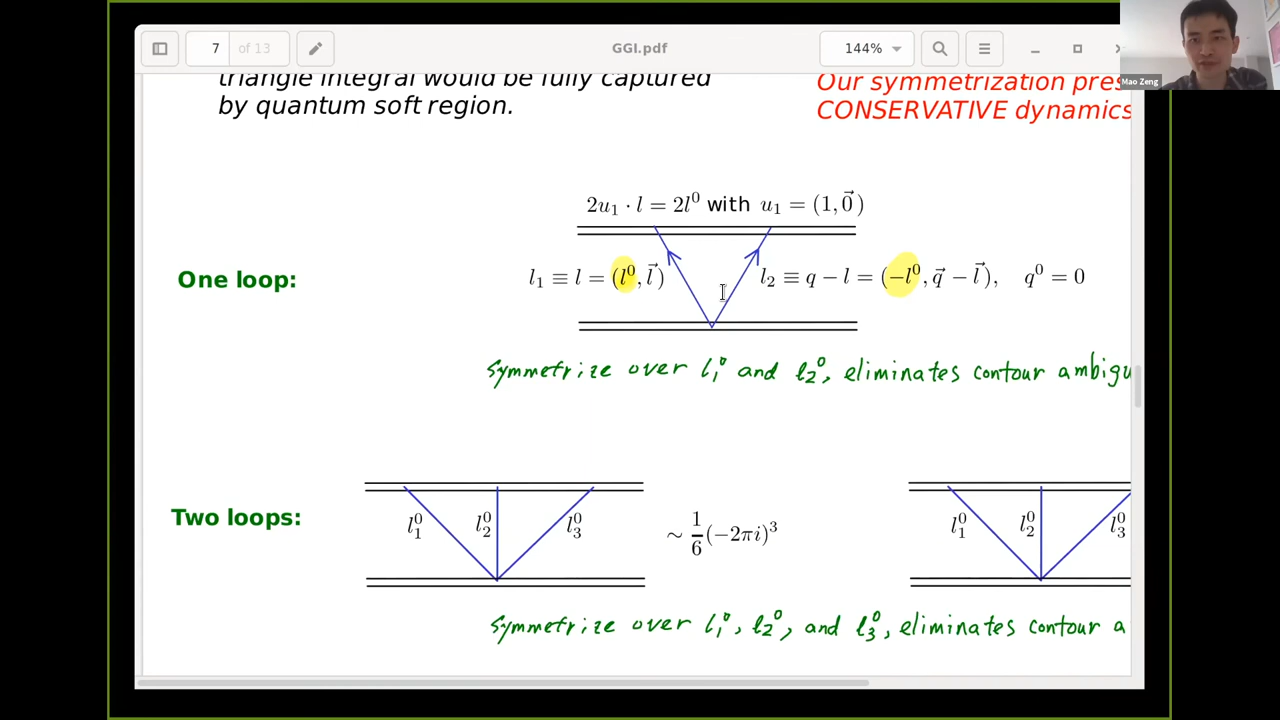 7 of 13
GGI.pdf
144%
Mao Zeng
triangle integral would be fully captured
by quantum soft region.
Our symmetrization pres
CONSERVATIVE dynamics
2u₁ · l = 2l⁰ with u₁ = (1, 0⃗)
One loop:
l₁ ≡ l = (l⁰, l⃗)
l₂ ≡ q − l = (−l⁰, q⃗ − l⃗), q⁰ = 0
Symmetrize over l₁⁰ and l₂⁰, eliminates contour ambigu
Two loops:
l₁⁰ l₂⁰ l₃⁰
∼ 1/6 (−2πi)³
l₁⁰ l₂⁰ l₃⁰
Symmetrize over l₁⁰, l₂⁰, and l₃⁰, eliminates contour a